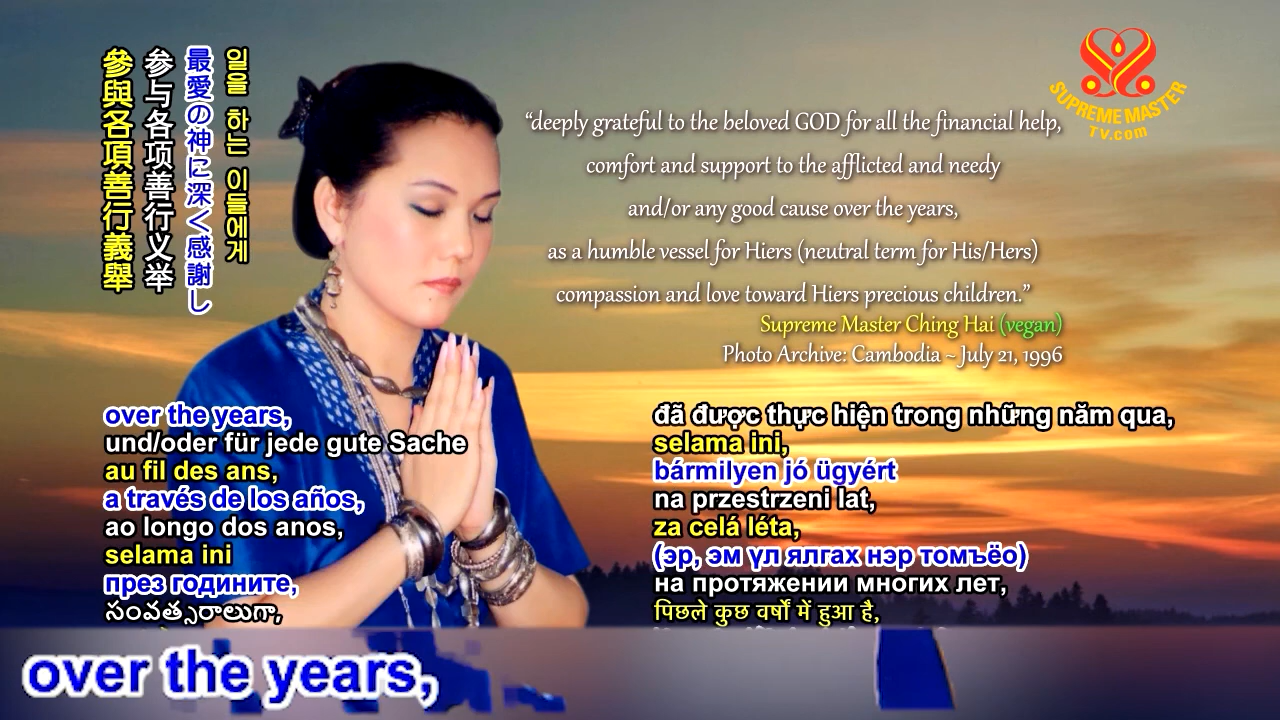 일을 하는 이들에게
最愛の神に深く感謝し
参与各项善行义举
參與各項善行義舉
SUPREME MASTER
TV.com
“deeply grateful to the beloved GOD for all the financial help,
comfort and support to the afflicted and needy
and/or any good cause over the years,
as a humble vessel for Hiers (neutral term for His/Hers)
compassion and love toward Hiers precious children.”
Supreme Master Ching Hai (vegan)
Photo Archive: Cambodia ~ July 21, 1996
over the years,
und/oder für jede gute Sache
au fil des ans,
a través de los años,
ao longo dos anos,
selama ini
през годините,
సంవత్సరాలుగా,
đã được thực hiện trong những năm qua,
selama ini,
bármilyen jó ügyért
na przestrzeni lat,
za celá léta,
(эр, эм үл ялгах нэр томъёо)
на протяжении многих лет,
पिछले कुछ वर्षों में हुआ है,
over the years,